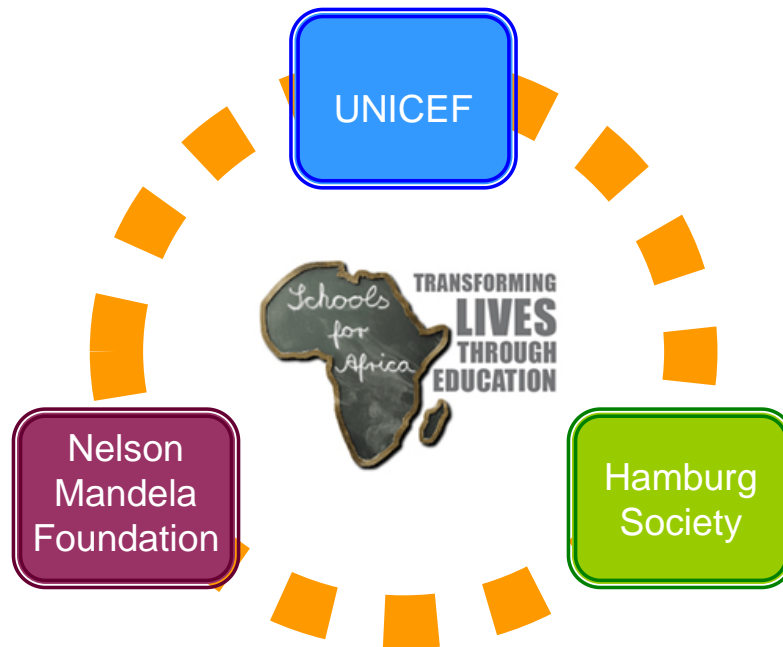 UNICEF
Schools
for
Africa
TRANSFORMING
LIVES
THROUGH
EDUCATION
Nelson
Mandela
Foundation
Hamburg
Society